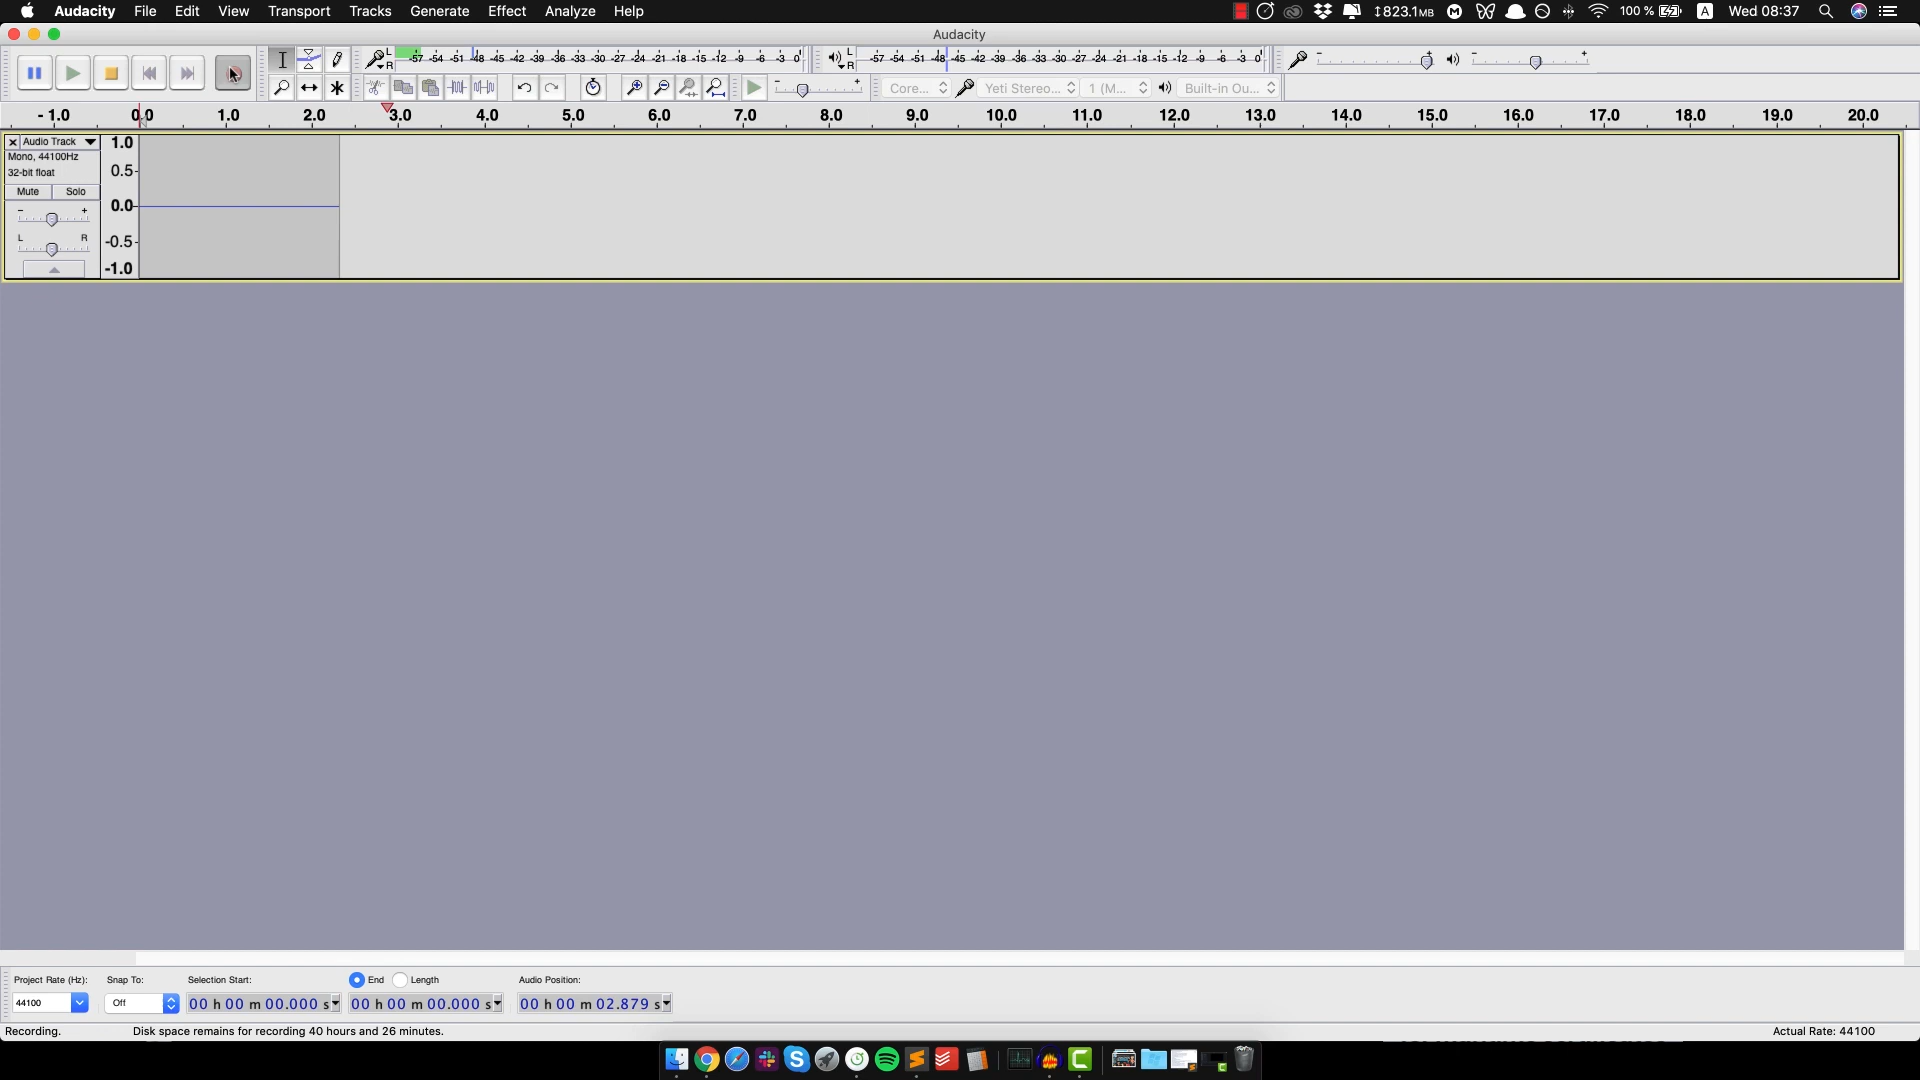 Audacity File Edit View Transport Tracks Generate Effect Analyze Help 823.1MB 100 % A Wed 08:37
Audacity
L R -57 -54 -51 -48 -45 -42 -39 -36 -33 -30 -27 -24 -21 -18 -15 -12 -9 -6 -3 0 L R -57 -54 -51 -48 -45 -42 -39 -36 -33 -30 -27 -24 -21 -18 -15 -12 -9 -6 -3 0 - + - +
- + Core... Yeti Stereo... 1 (M... Built-in Ou...
- 1.0 0.0 1.0 2.0 3.0 4.0 5.0 6.0 7.0 8.0 9.0 10.0 11.0 12.0 13.0 14.0 15.0 16.0 17.0 18.0 19.0 20.0
Audio Track 1.0
Mono, 44100Hz
32-bit float 0.5
Mute Solo
- + 0.0
L R -0.5
-1.0
Project Rate (Hz): Snap To: Selection Start: End Length Audio Position:
44100 Off 00 h 00 m 00.000 s 00 h 00 m 00.000 s 00 h 00 m 02.879 s
Recording. Disk space remains for recording 40 hours and 26 minutes. Actual Rate: 44100